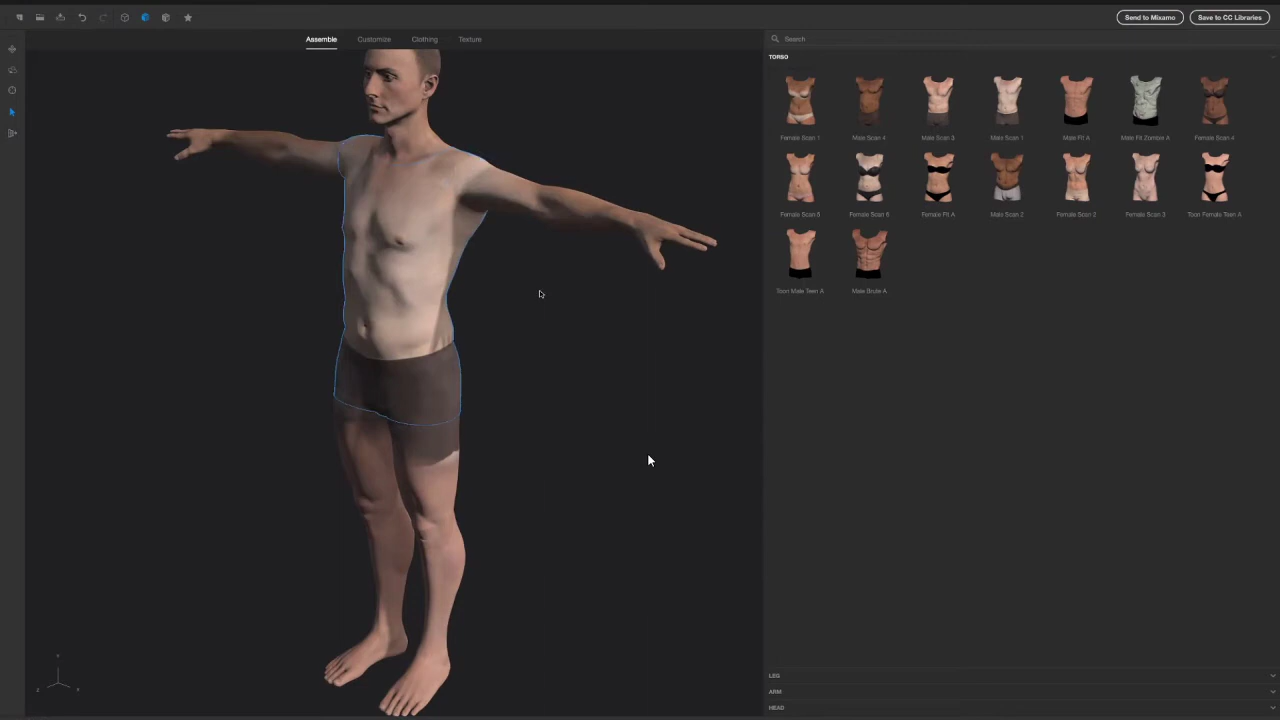 Send to Mixamo
Save to CC Libraries
Assemble
Customize
Clothing
Texture
Search
TORSO
Female Scan 1
Male Scan 4
Male Scan 3
Male Scan 1
Male Fit A
Male Fit Zombie A
Female Scan 4
Female Scan 5
Female Scan 6
Female Fit A
Male Scan 2
Female Scan 2
Female Scan 3
Toon Female Teen A
Toon Male Teen A
Male Brute A
Y
Z
X
LEG
ARM
HEAD